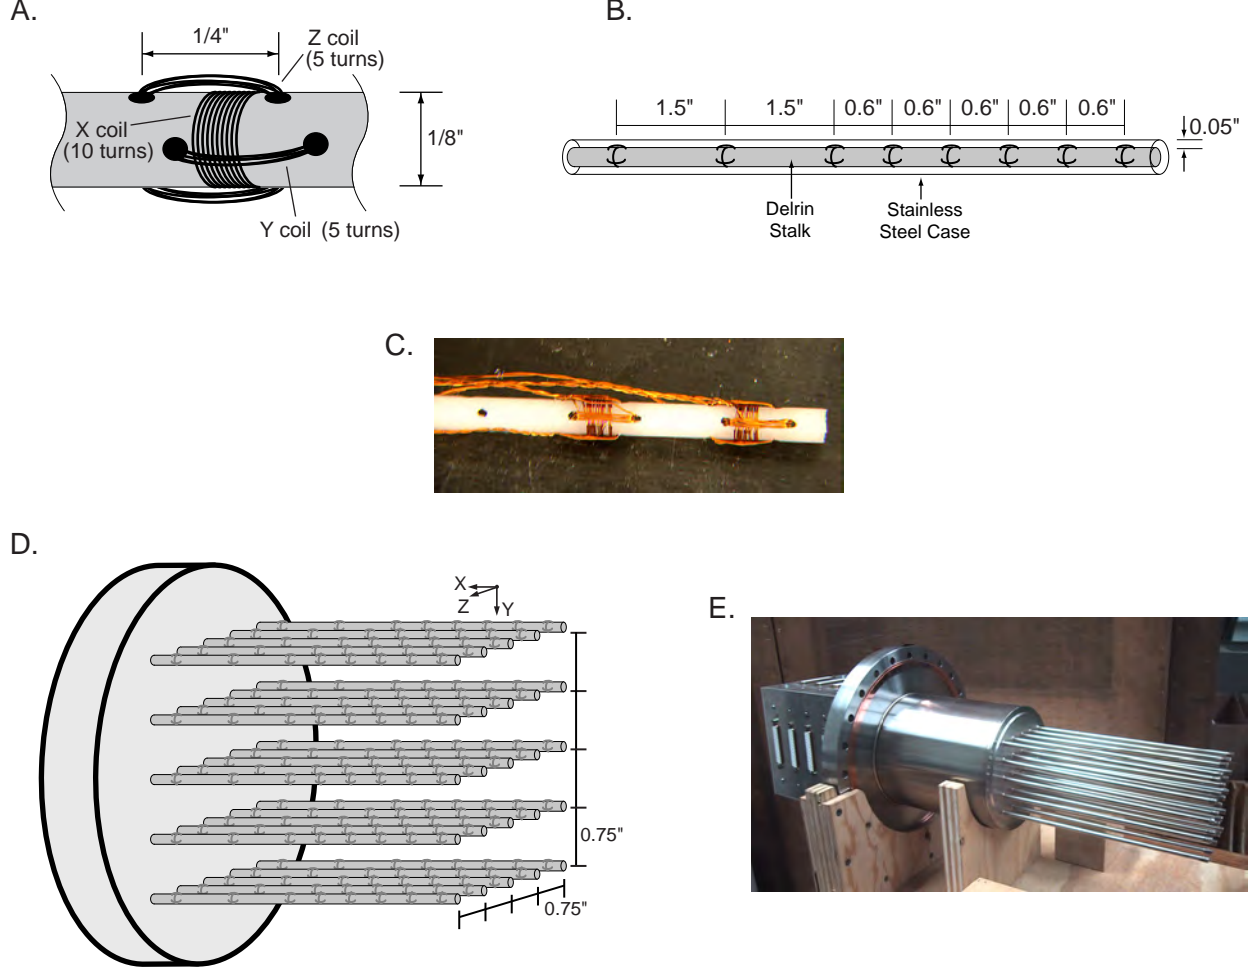 A.
1/4"
Z coil
(5 turns)
X coil
(10 turns)
1/8"
Y coil (5 turns)
B.
1.5" 1.5" 0.6" 0.6" 0.6" 0.6" 0.6"
0.05"
Delrin
Stalk
Stainless
Steel Case
C.
D.
X
Z
Y
0.75"
0.75"
E.